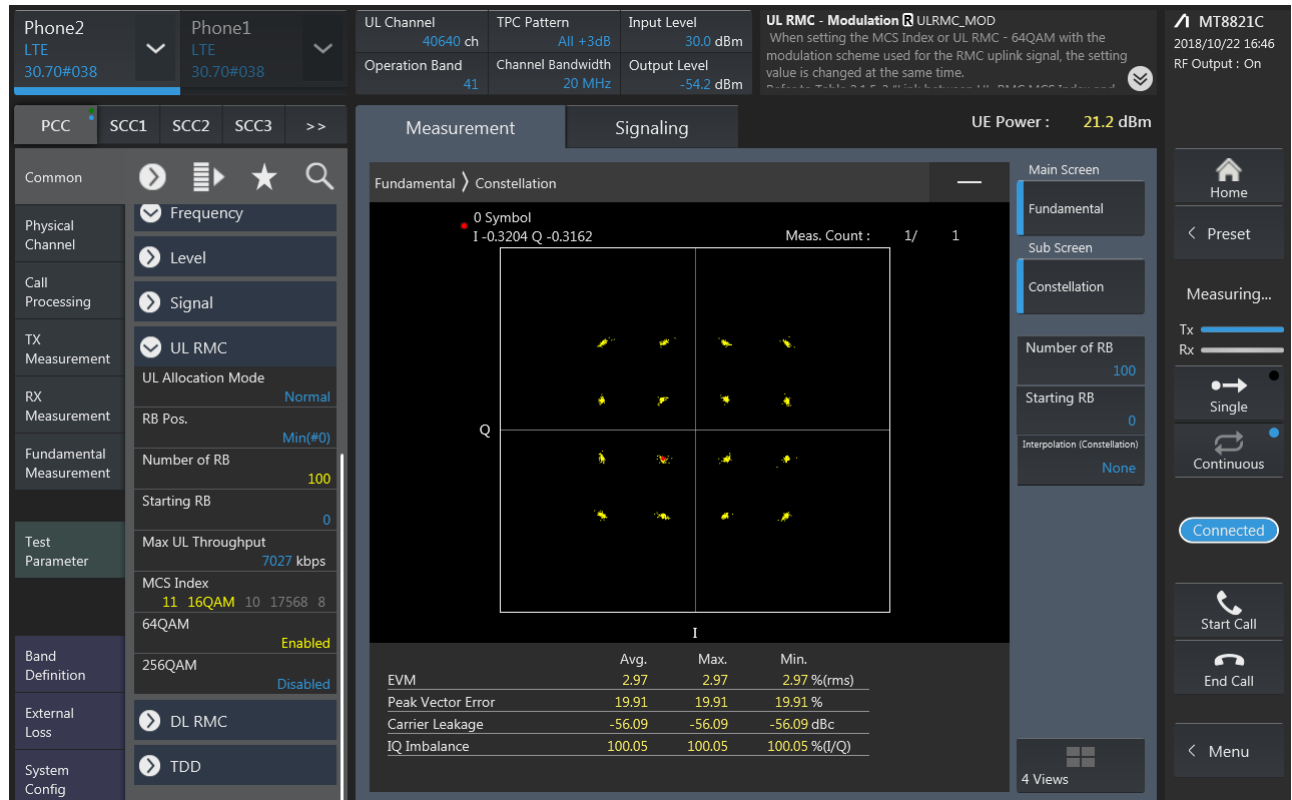 Phone2
LTE
30.70#038
Phone1
LTE
30.70#038
UL Channel
40640 ch
Operation Band
41
TPC Pattern
All +3dB
Channel Bandwidth
20 MHz
Input Level
30.0 dBm
Output Level
-54.2 dBm
UL RMC - Modulation R ULRMC_MOD
When setting the MCS Index or UL RMC - 64QAM with the
modulation scheme used for the RMC uplink signal, the setting
value is changed at the same time.
MT8821C
2018/10/22 16:46
RF Output : On
PCC SCC1 SCC2 SCC3 >>
Measurement Signaling
UE Power : 21.2 dBm
Common
Physical
Channel
Call
Processing
TX
Measurement
RX
Measurement
Fundamental
Measurement
Test
Parameter
Band
Definition
External
Loss
System
Config
Frequency
Level
Signal
UL RMC
UL Allocation Mode
Normal
RB Pos.
Min(#0)
Number of RB
100
Starting RB
0
Max UL Throughput
7027 kbps
MCS Index
11 16QAM 10 17568 8
64QAM
Enabled
256QAM
Disabled
DL RMC
TDD
Fundamental 〉 Constellation
0 Symbol
I -0.3204 Q -0.3162
Meas. Count : 1/ 1
Q
I
Avg. Max. Min.
EVM 2.97 2.97 2.97 %(rms)
Peak Vector Error 19.91 19.91 19.91 %
Carrier Leakage -56.09 -56.09 -56.09 dBc
IQ Imbalance 100.05 100.05 100.05 %(I/Q)
Main Screen
Fundamental
Sub Screen
Constellation
Number of RB
100
Starting RB
0
Interpolation (Constellation)
None
4 Views
Home
< Preset
Measuring...
Tx
Rx
Single
Continuous
Connected
Start Call
End Call
< Menu